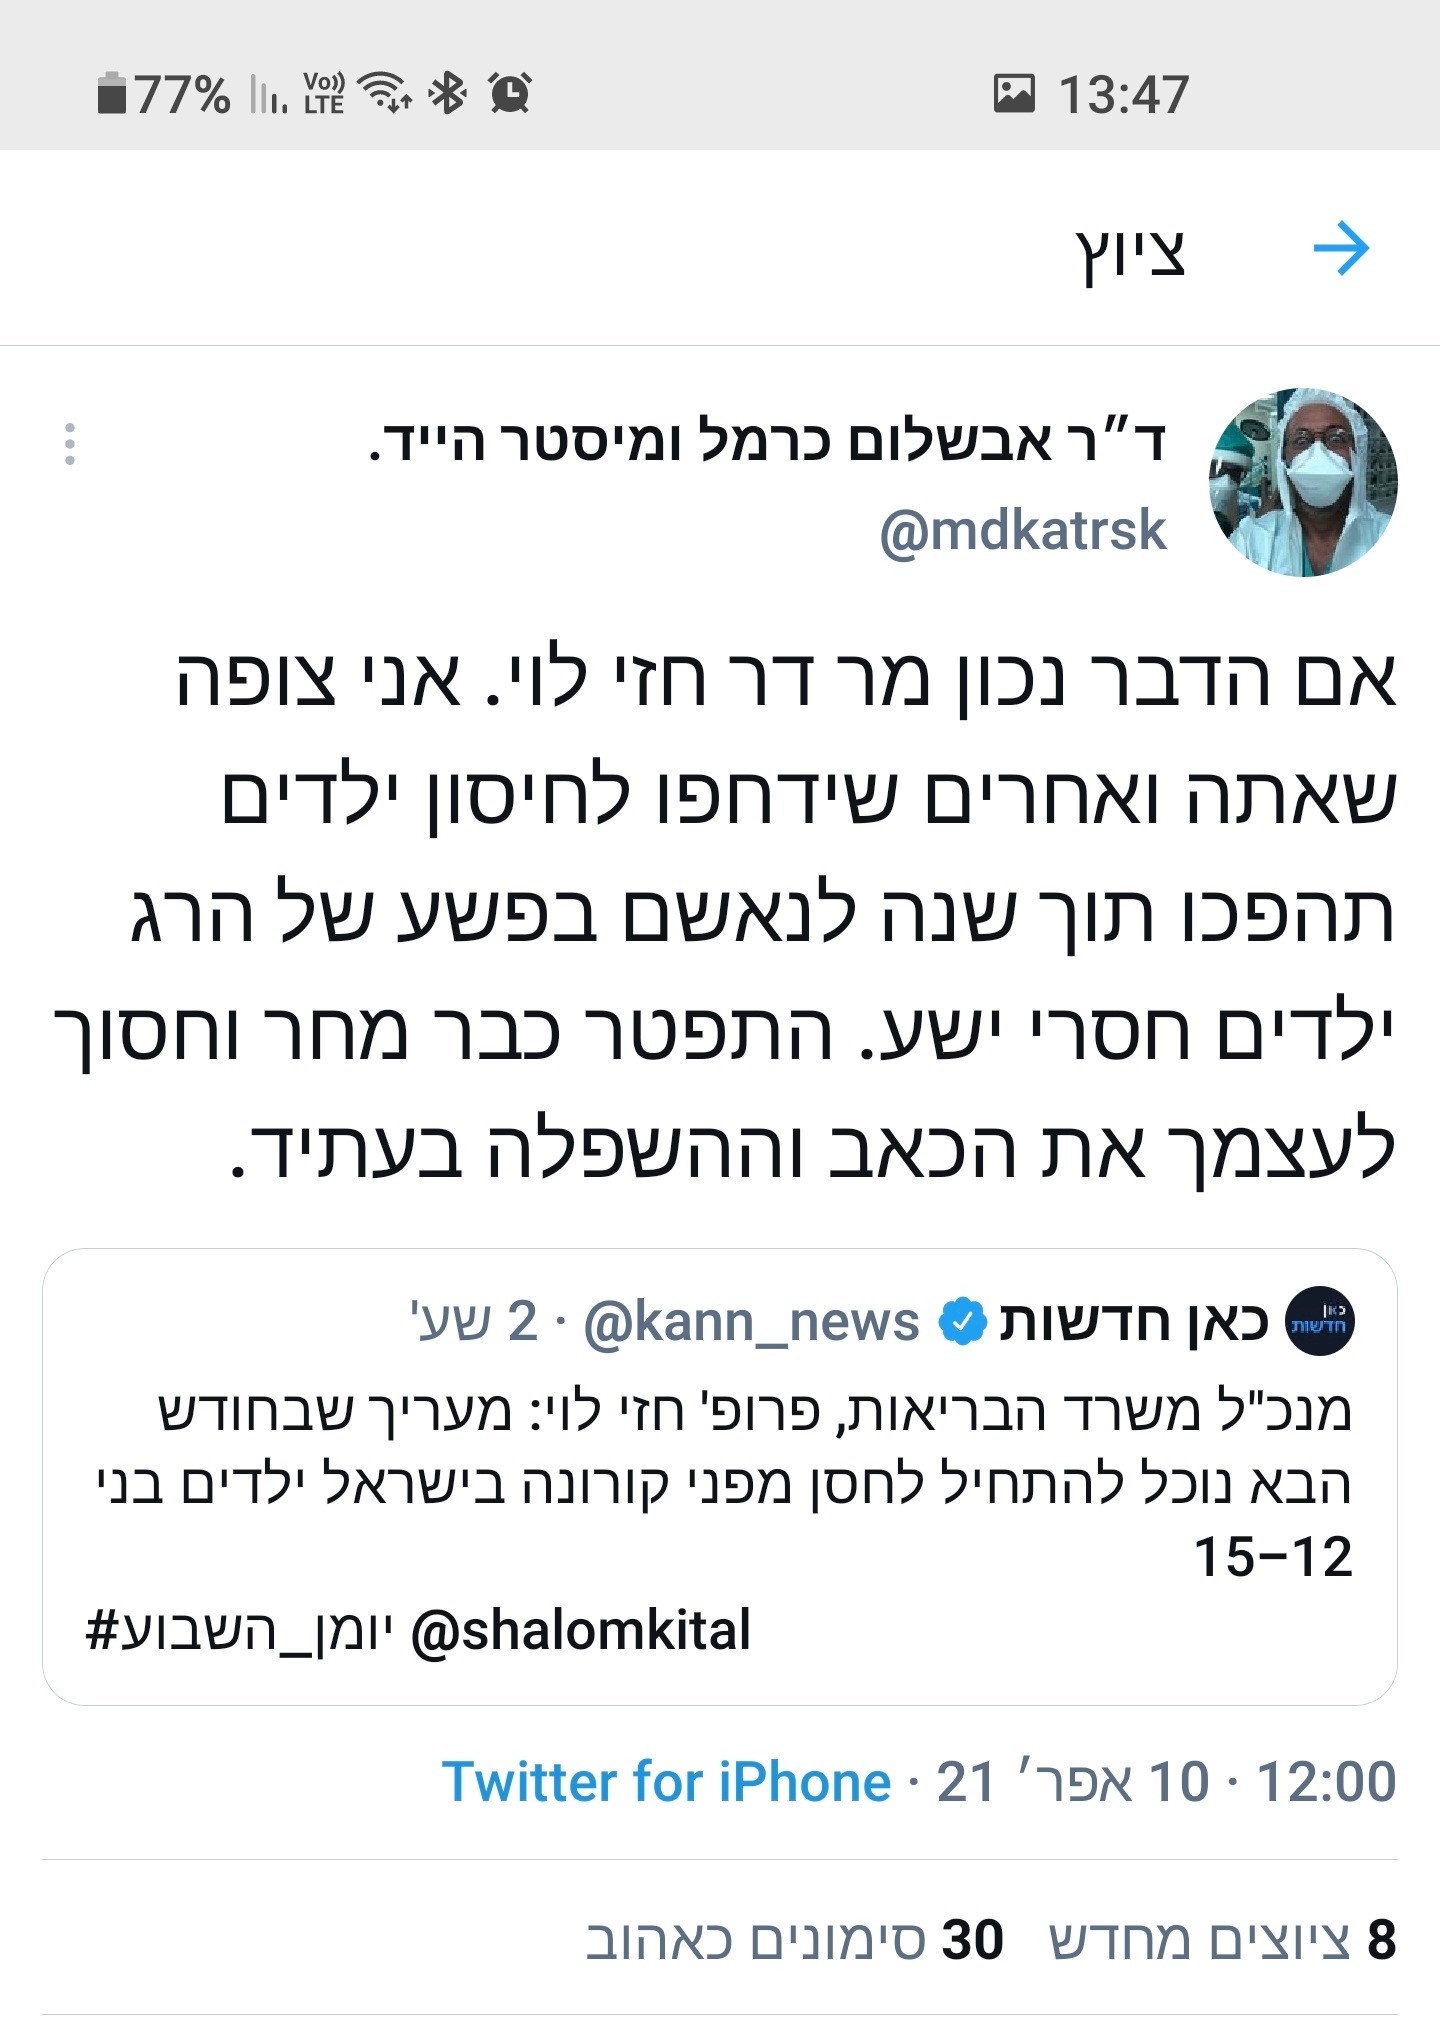 77% Vo)) LTE 13:47
ציוץ
ד״ר אבשלום כרמל ומיסטר הייד.
@mdkatrsk
אם הדבר נכון מר דר חזי לוי. אני צופה
שאתה ואחרים שידחפו לחיסון ילדים
תהפכו תוך שנה לנאשם בפשע של הרג
ילדים חסרי ישע. התפטר כבר מחר וחסוך
לעצמך את הכאב וההשפלה בעתיד.
כאן חדשות
כאן חדשות @kann_news · 2 שע'
מנכ"ל משרד הבריאות, פרופ' חזי לוי: מעריך שבחודש
הבא נוכל להתחיל לחסן מפני קורונה בישראל ילדים בני
12–15
@shalomkital יומן_השבוע#
12:00 · 10 אפר׳ 21 · Twitter for iPhone
8 ציוצים מחדש 30 סימונים כאהוב